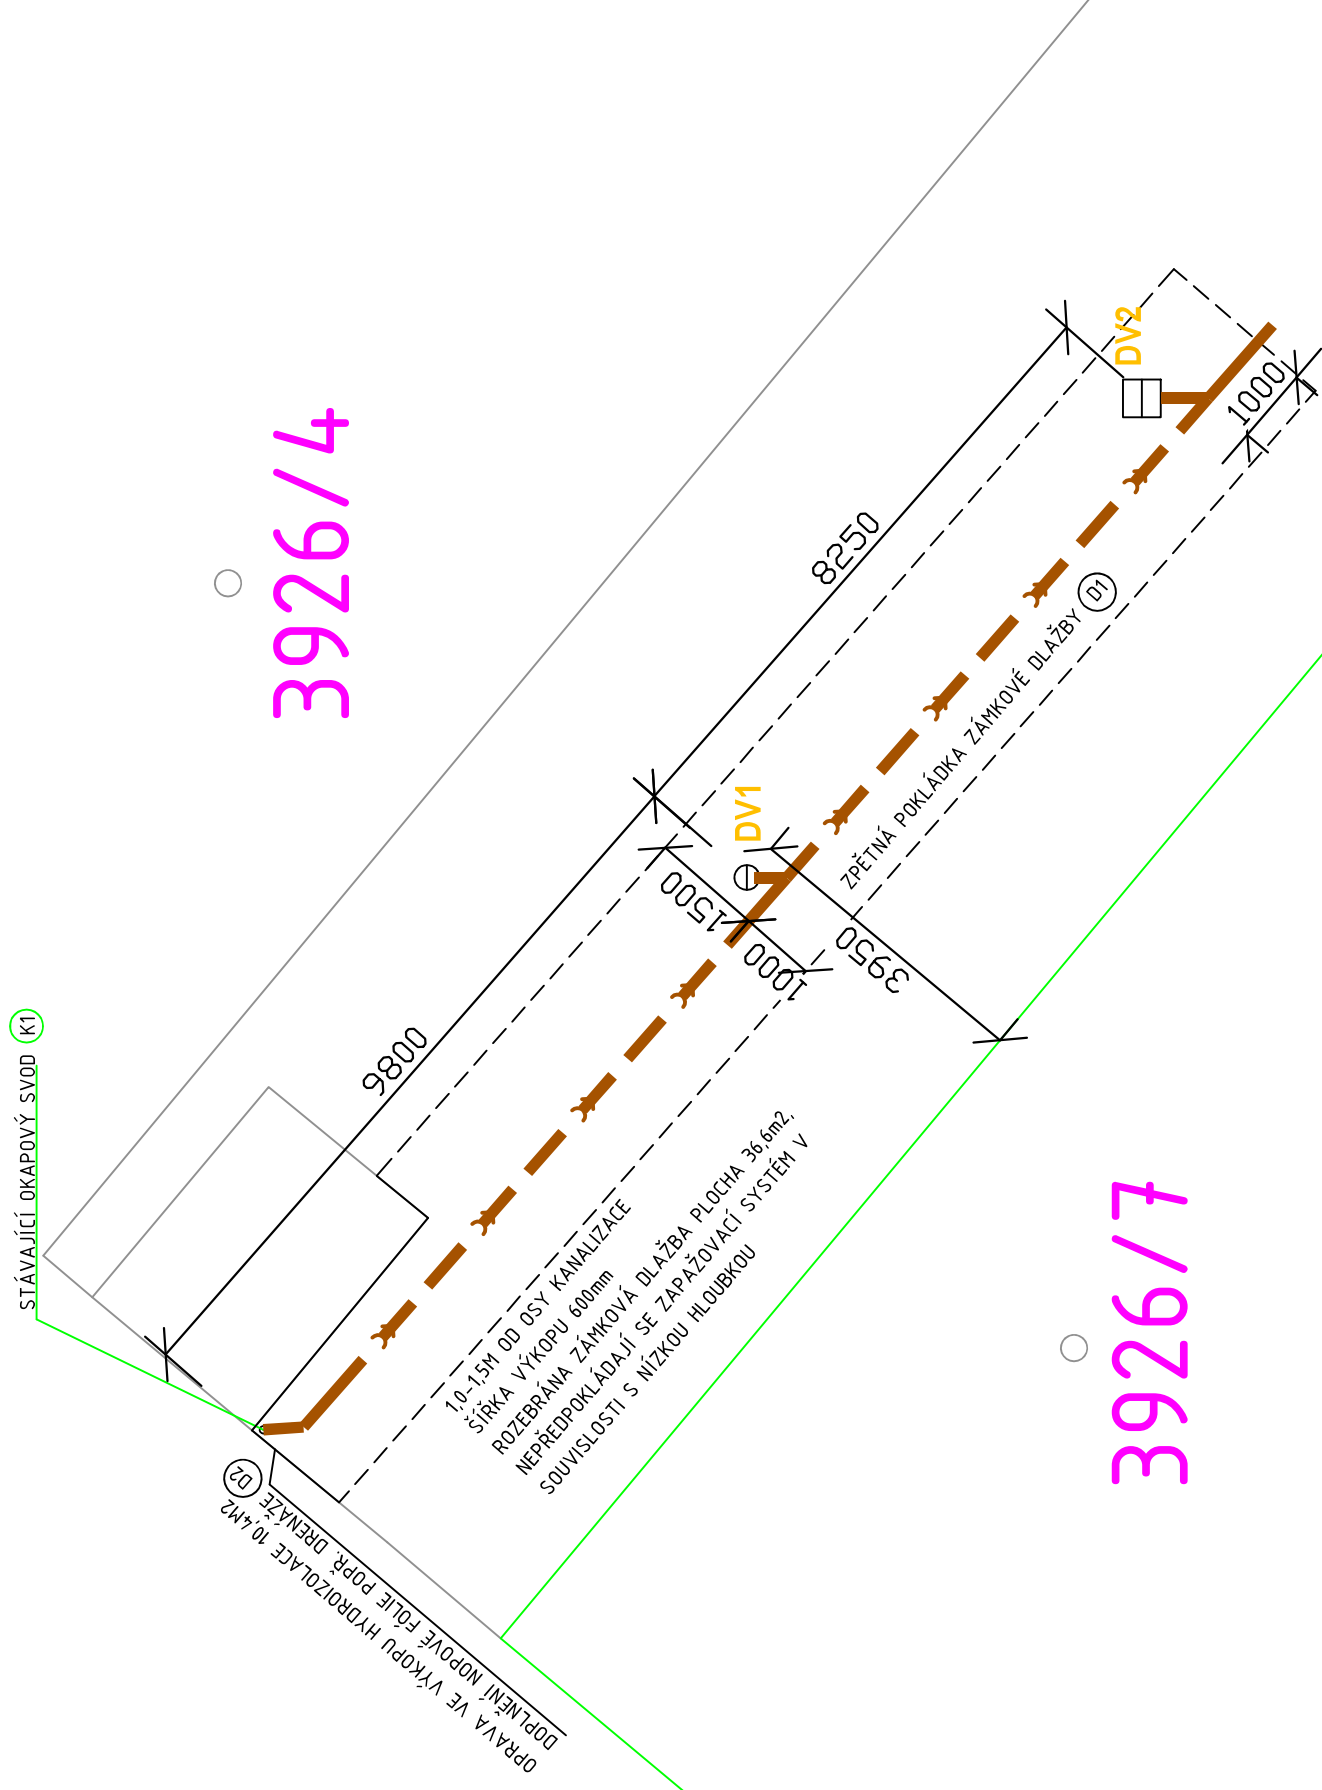 3926/4
DV2
1000
8250
D1
ZPĚTNÁ POKLÁDKA ZÁMKOVÉ DLAŽBY
DV1
1500
1000
3950
9800
STÁVAJÍCÍ OKAPOVÝ SVOD K1
1,0-1,5M OD OSY KANALIZACE
ŠÍŘKA VÝKOPU 600mm
ROZEBRÁNA ZÁMKOVÁ DLAŽBA PLOCHA 36,6m2,
NEPŘEDPOKLÁDAJÍ SE ZAPAŽOVACÍ SYSTÉM V
SOUVISLOSTI S NÍZKOU HLOUBKOU
3926/7
D2
OPRAVA VE VÝKOPU HYDROIZOLACE 10,4M2
DOPLNĚNÍ NOPOVÉ FÓLIE POPŘ. DRENÁŽE